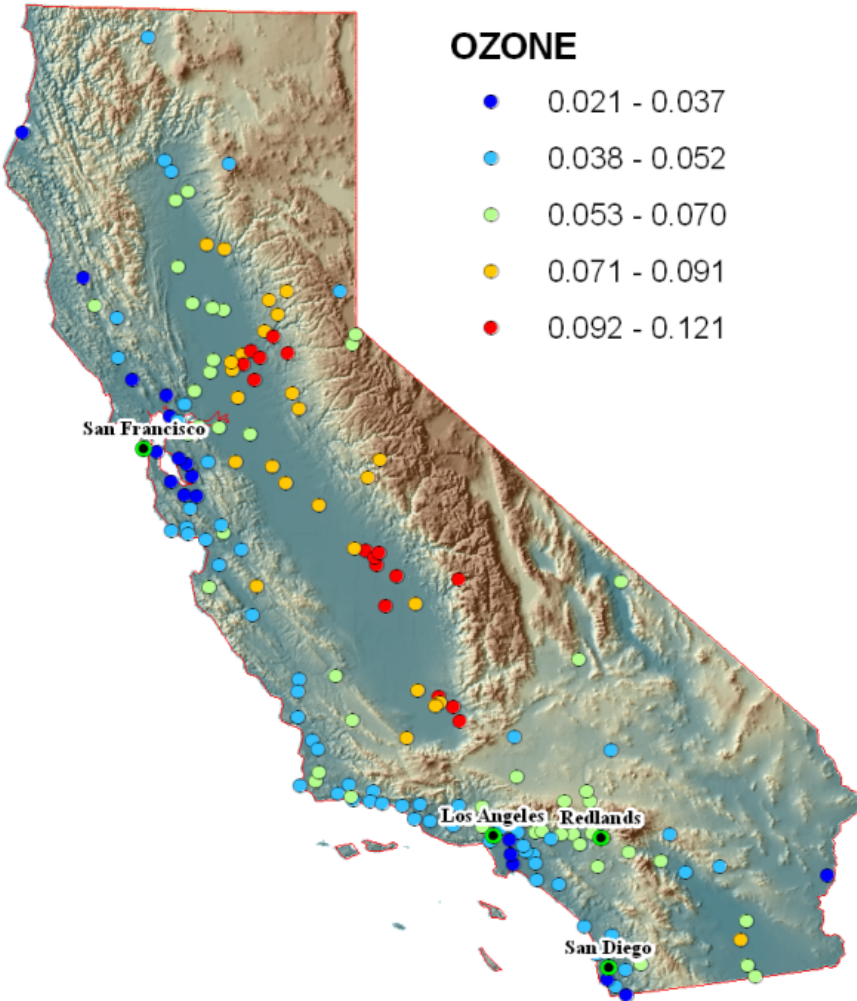 OZONE
0.021 - 0.037
0.038 - 0.052
0.053 - 0.070
0.071 - 0.091
0.092 - 0.121
San Francisco
Los Angeles
Redlands
San Diego